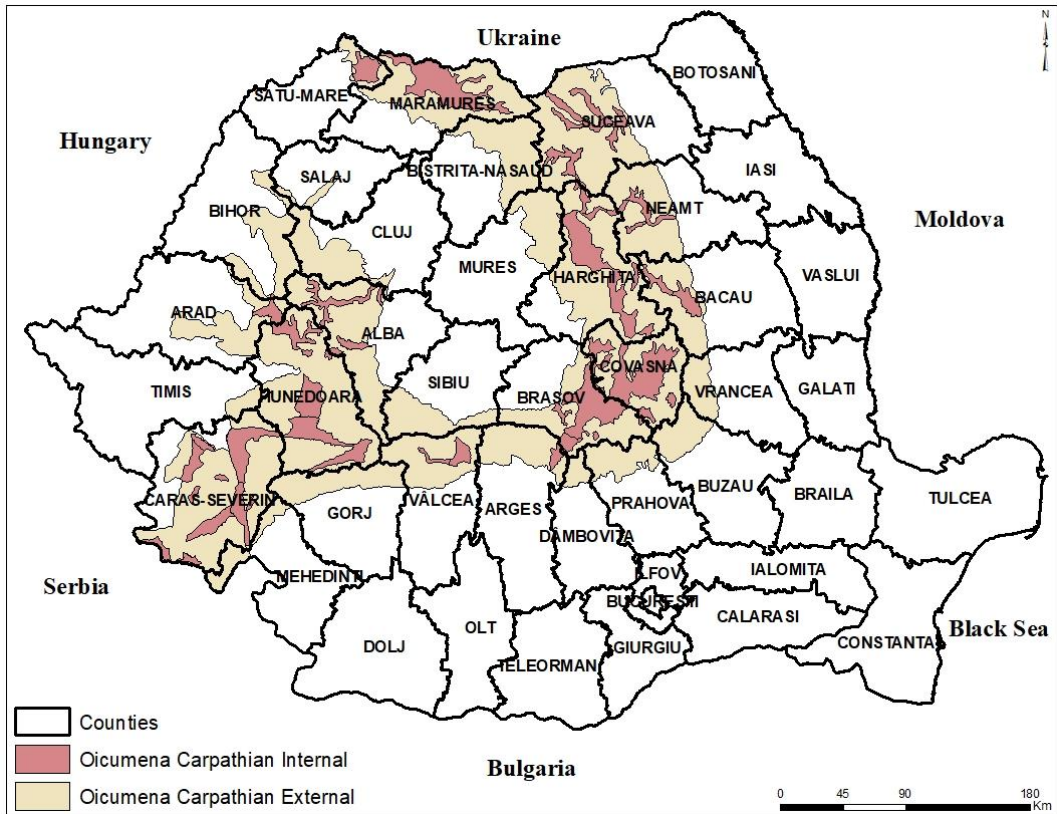 N
Ukraine
BOTOSANI
SATU-MARE
MARAMURES
SUCEAVA
Hungary
IASI
BISTRITA-NASAUD
SALAJ
NEAMT
BIHOR
Moldova
CLUJ
MURES
VASLUI
HARGHITA
BACAU
ARAD
ALBA
COVASNA
SIBIU
TIMIS
HUNEDOARA
BRASOV
VRANCEA
GALATI
CARAS-SEVERIN
VÂLCEA
BUZAU
BRAILA
TULCEA
PRAHOVA
GORJ
ARGES
DÂMBOVITA
IALOMITA
ILFOV
MEHEDINTI
Serbia
BUCURESTI
CALARASI
OLT
Black Sea
CONSTANTA
DOLJ
GIURGIU
TELEORMAN
Counties
Oicumena Carpathian Internal
Bulgaria
Oicumena Carpathian External
0 45 90 180
Km